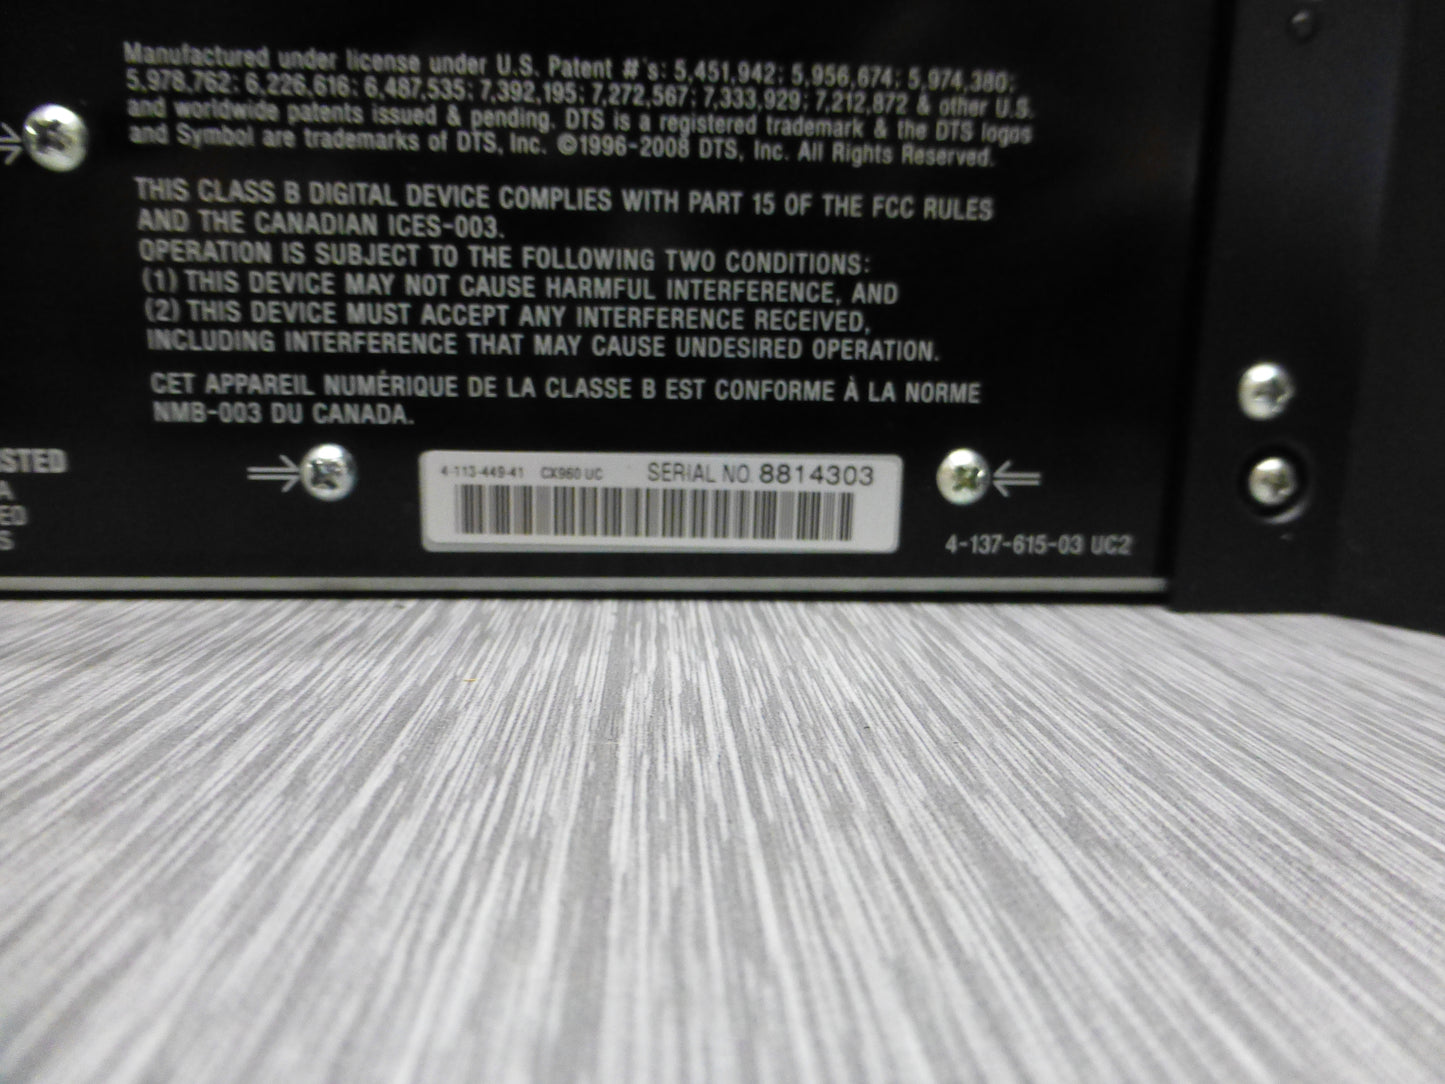 Manufactured under license under U.S. Patent #'s: 5,451,942; 5,956,674; 5,974,380;
5,978,762; 6,226,616; 6,487,535; 7,392,195; 7,272,567; 7,333,929; 7,212,872 & other U.S.
and worldwide patents issued & pending. DTS is a registered trademark & the DTS logos
and Symbol are trademarks of DTS, Inc. ©1996-2008 DTS, Inc. All Rights Reserved.
THIS CLASS B DIGITAL DEVICE COMPLIES WITH PART 15 OF THE FCC RULES
AND THE CANADIAN ICES-003.
OPERATION IS SUBJECT TO THE FOLLOWING TWO CONDITIONS:
(1) THIS DEVICE MAY NOT CAUSE HARMFUL INTERFERENCE, AND
(2) THIS DEVICE MUST ACCEPT ANY INTERFERENCE RECEIVED,
INCLUDING INTERFERENCE THAT MAY CAUSE UNDESIRED OPERATION.
CET APPAREIL NUMÉRIQUE DE LA CLASSE B EST CONFORME À LA NORME
NMB-003 DU CANADA.
STED
A
ED
S
4-113-449-41 CX960 UC SERIAL NO. 8814303
4-137-615-03 UC2